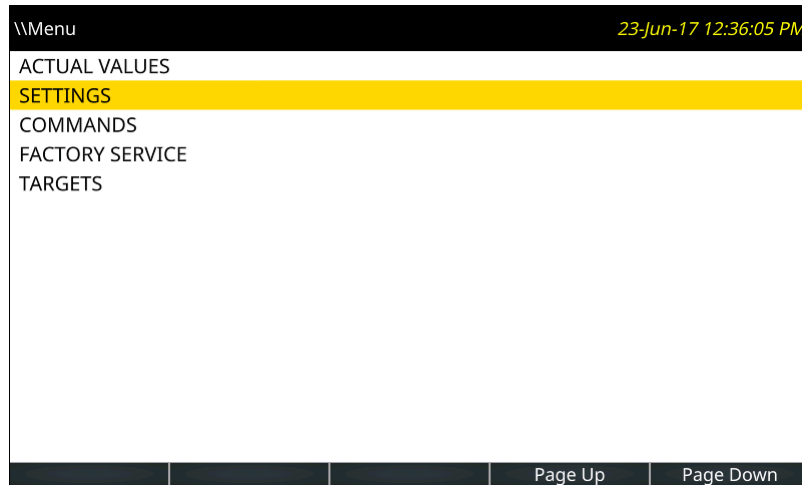 \\Menu 23-Jun-17 12:36:05 PM
ACTUAL VALUES
SETTINGS
COMMANDS
FACTORY SERVICE
TARGETS
Page Up Page Down